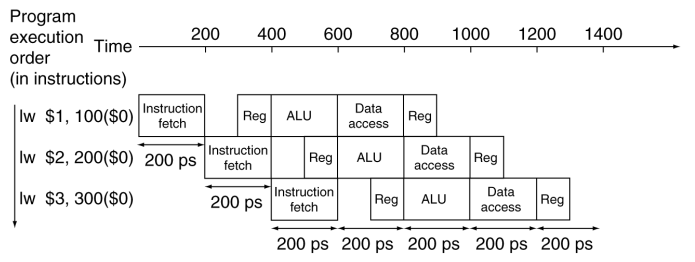 Program
execution
order
(in instructions)
Time
200 400 600 800 1000 1200 1400
lw $1, 100($0)
Instruction
fetch
Reg
ALU
Data
access
Reg
200 ps
lw $2, 200($0)
Instruction
fetch
Reg
ALU
Data
access
Reg
200 ps
lw $3, 300($0)
Instruction
fetch
Reg
ALU
Data
access
Reg
200 ps 200 ps 200 ps 200 ps 200 ps